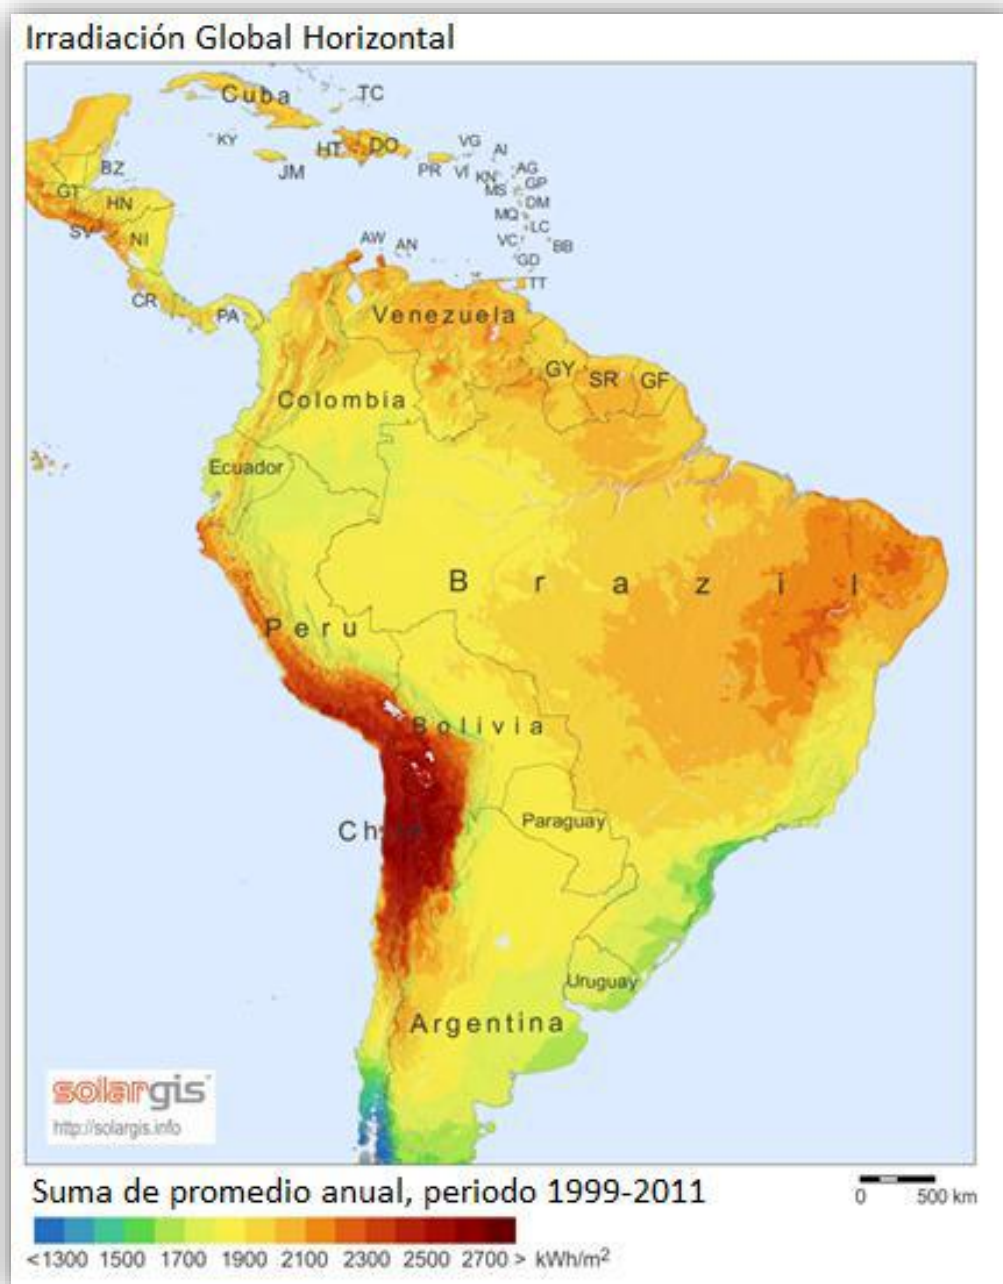 Irradiación Global Horizontal
Cuba
TC
KY
HT
DO
JM
PR
VG
VI
AI
KN
AG
MS
GP
DM
MQ
LC
VC
BB
GD
TT
BZ
GT
HN
SV
NI
CR
PA
AW
AN
Venezuela
GY
SR
GF
Colombia
Ecuador
Brazil
Peru
Bolivia
Paraguay
Uruguay
Argentina
solargis
http://solargis.info
Suma de promedio anual, periodo 1999-2011
0 500 km
<1300 1500 1700 1900 2100 2300 2500 2700 > kWh/m²